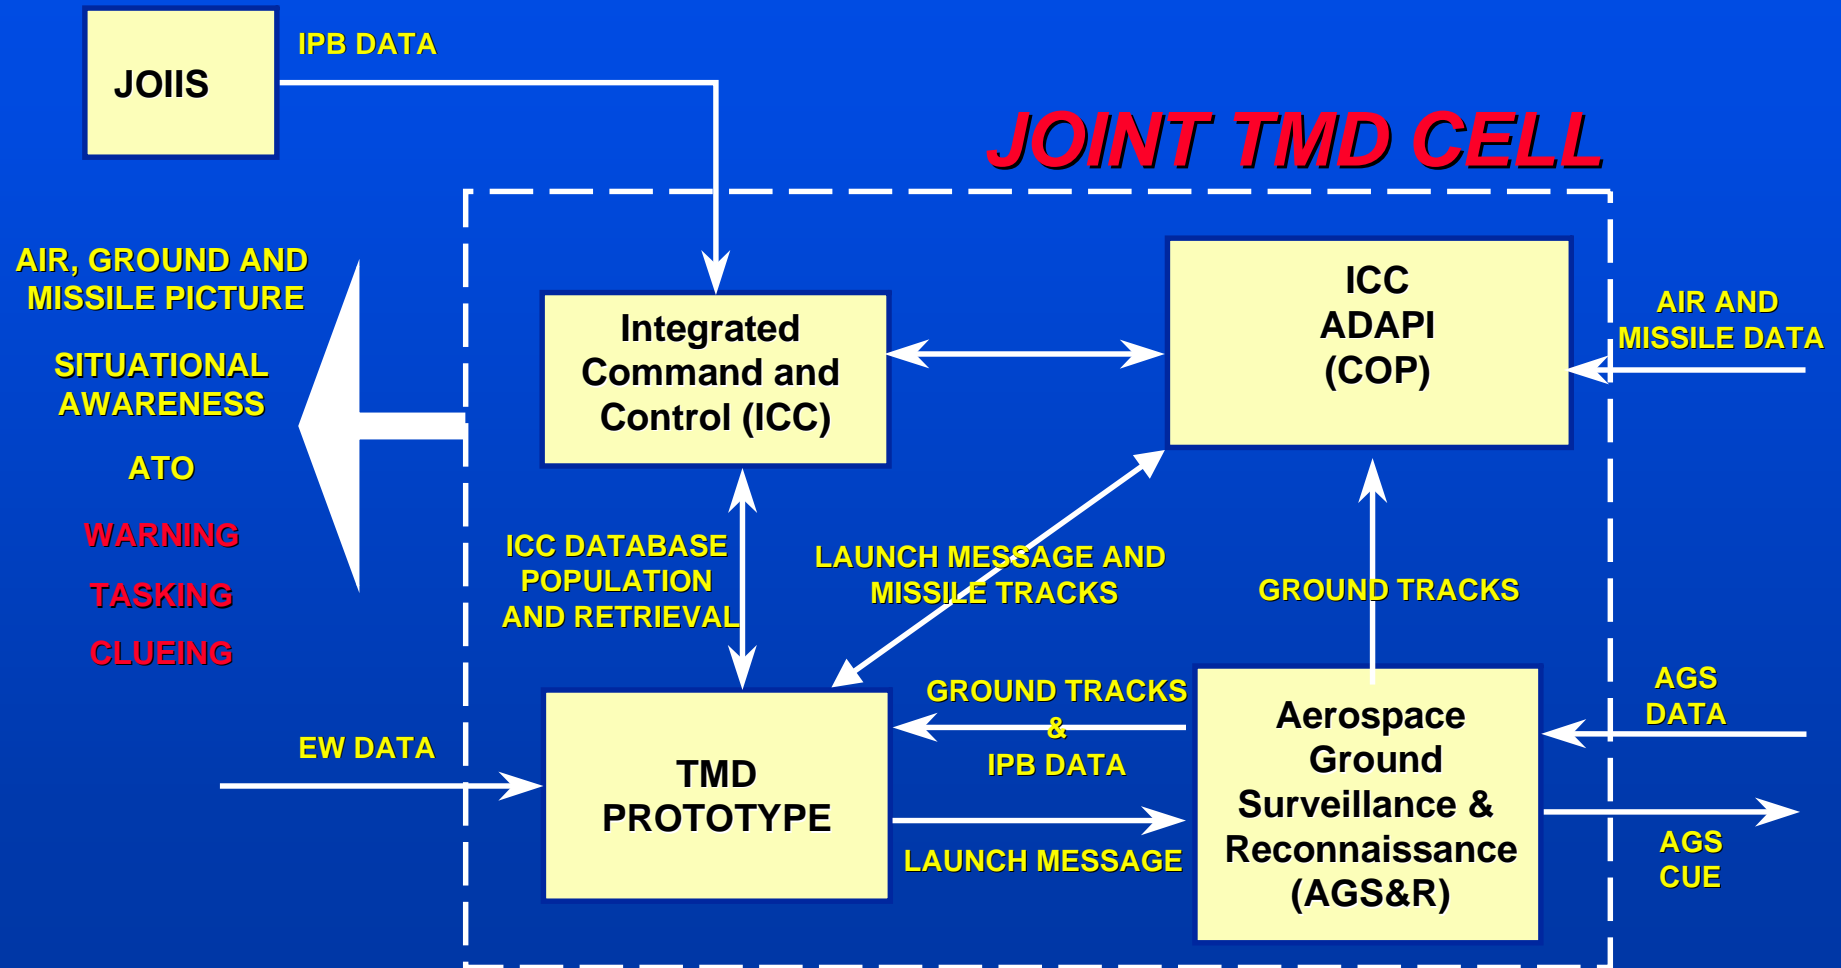 JOIIS
IPB DATA
JOINT TMD CELL
AIR, GROUND AND
MISSILE PICTURE
SITUATIONAL
AWARENESS
ATO
WARNING
TASKING
CLUEING
Integrated
Command and
Control (ICC)
ICC
ADAPI
(COP)
AIR AND
MISSILE DATA
ICC DATABASE
POPULATION
AND RETRIEVAL
LAUNCH MESSAGE AND
MISSILE TRACKS
GROUND TRACKS
EW DATA
TMD
PROTOTYPE
GROUND TRACKS
&
IPB DATA
LAUNCH MESSAGE
Aerospace
Ground
Surveillance &
Reconnaissance
(AGS&R)
AGS
DATA
AGS
CUE